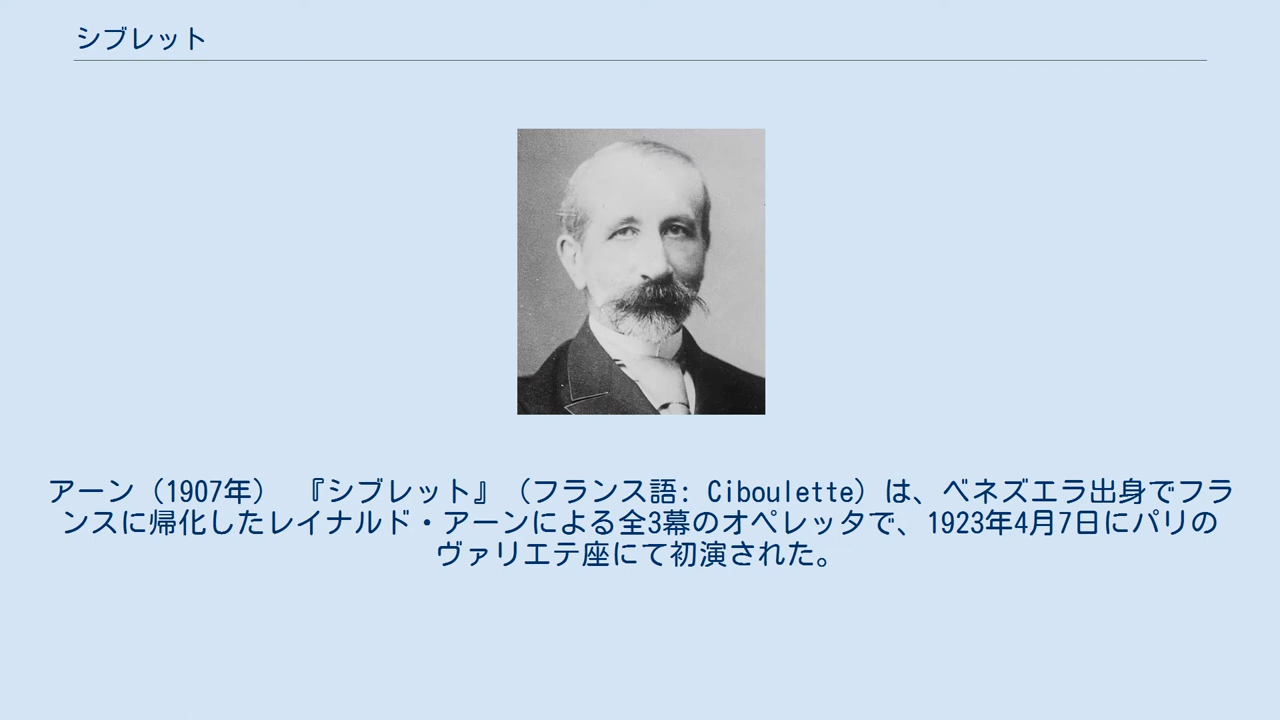 シブレット
アーン（1907年）　『シブレット』（フランス語: Ciboulette）は、ベネズエラ出身でフラ
ンスに帰化したレイナルド・アーンによる全3幕のオペレッタで、1923年4月7日にパリの
ヴァリエテ座にて初演された。